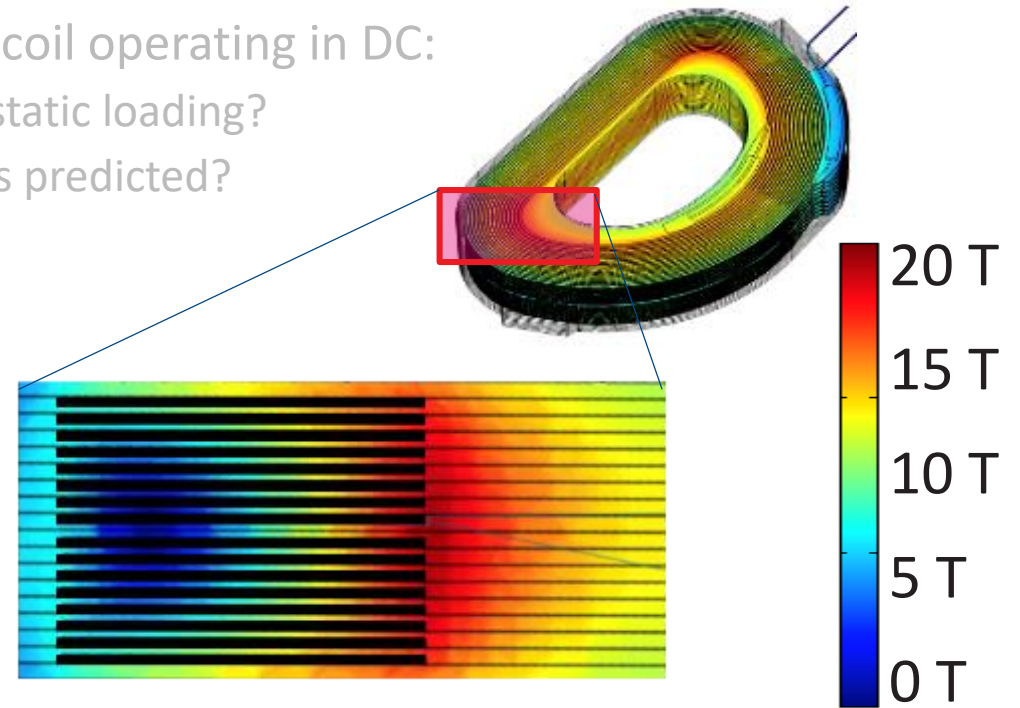 coil operating in DC:
static loading?
s predicted?
20 T
15 T
10 T
5 T
0 T